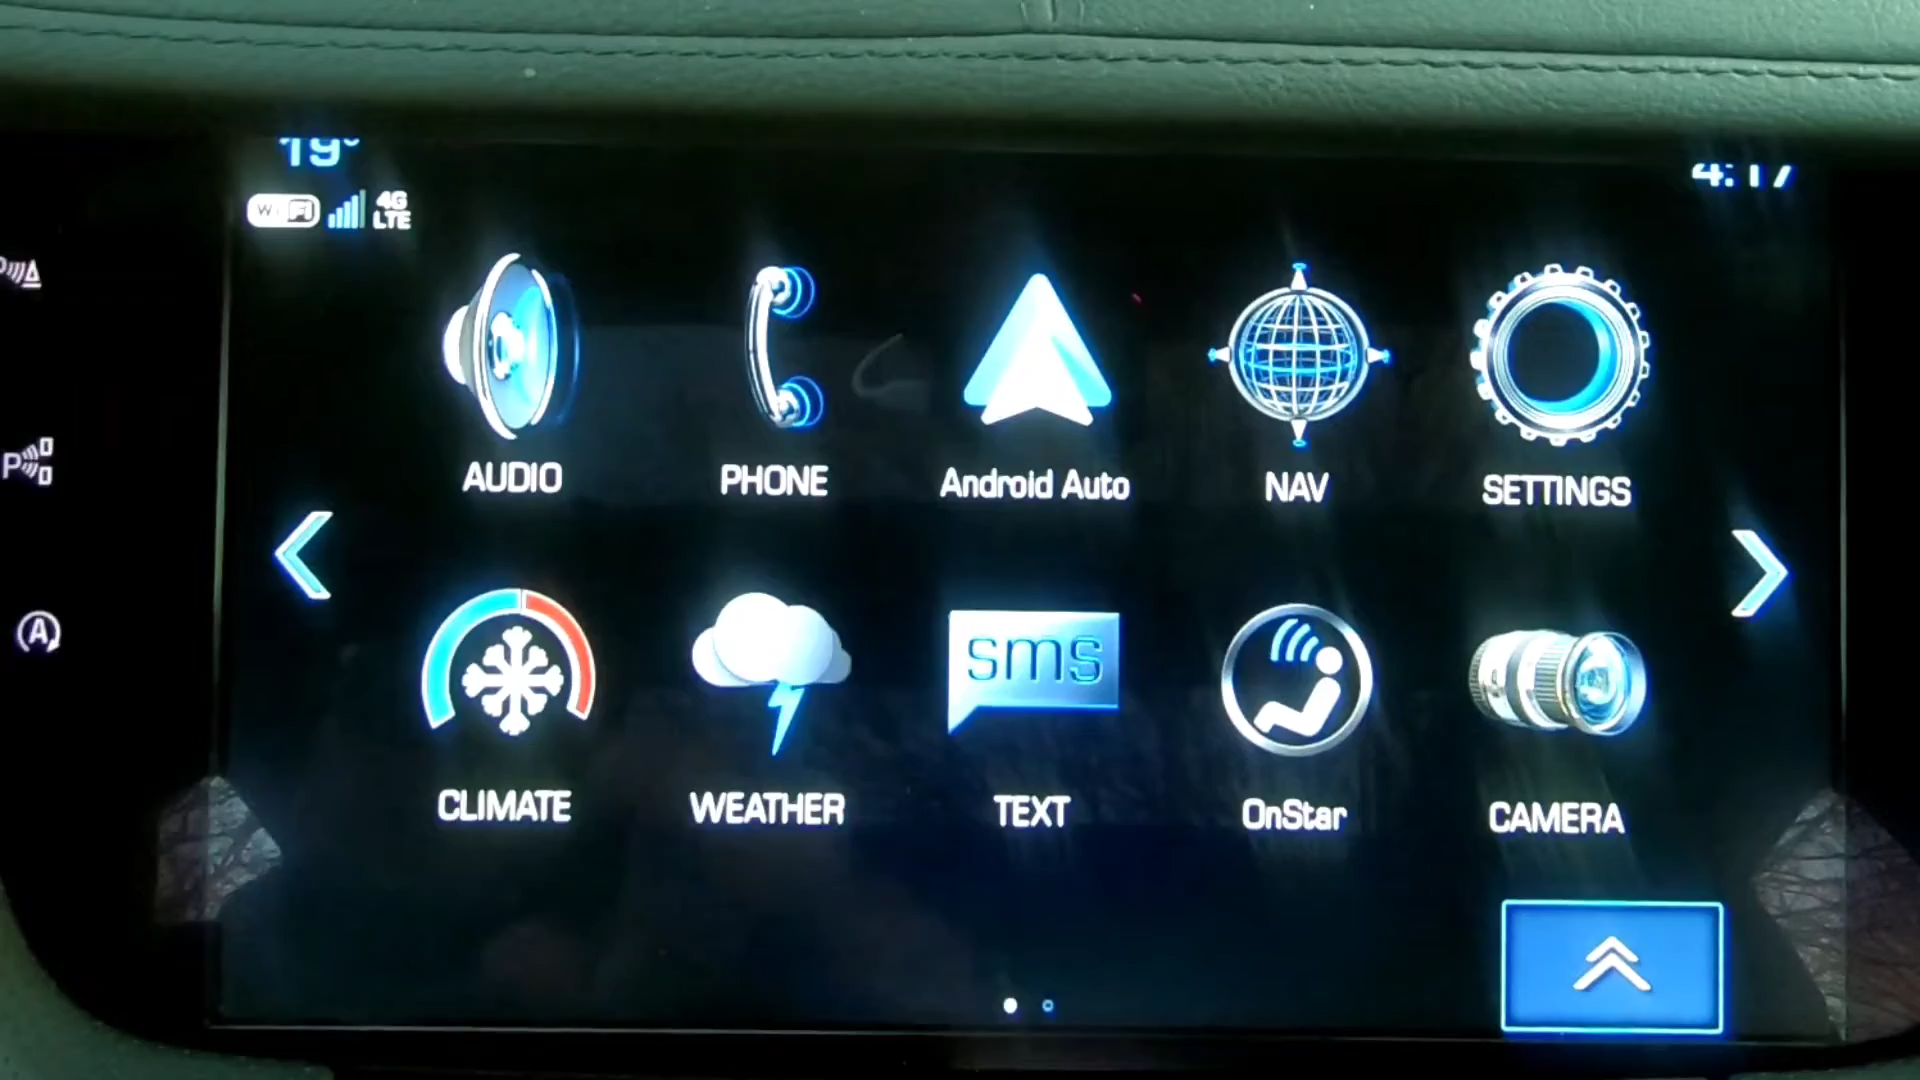 19°
4:17
WiFi 4G LTE
AUDIO PHONE Android Auto NAV SETTINGS
sms
CLIMATE WEATHER TEXT OnStar CAMERA
P
A